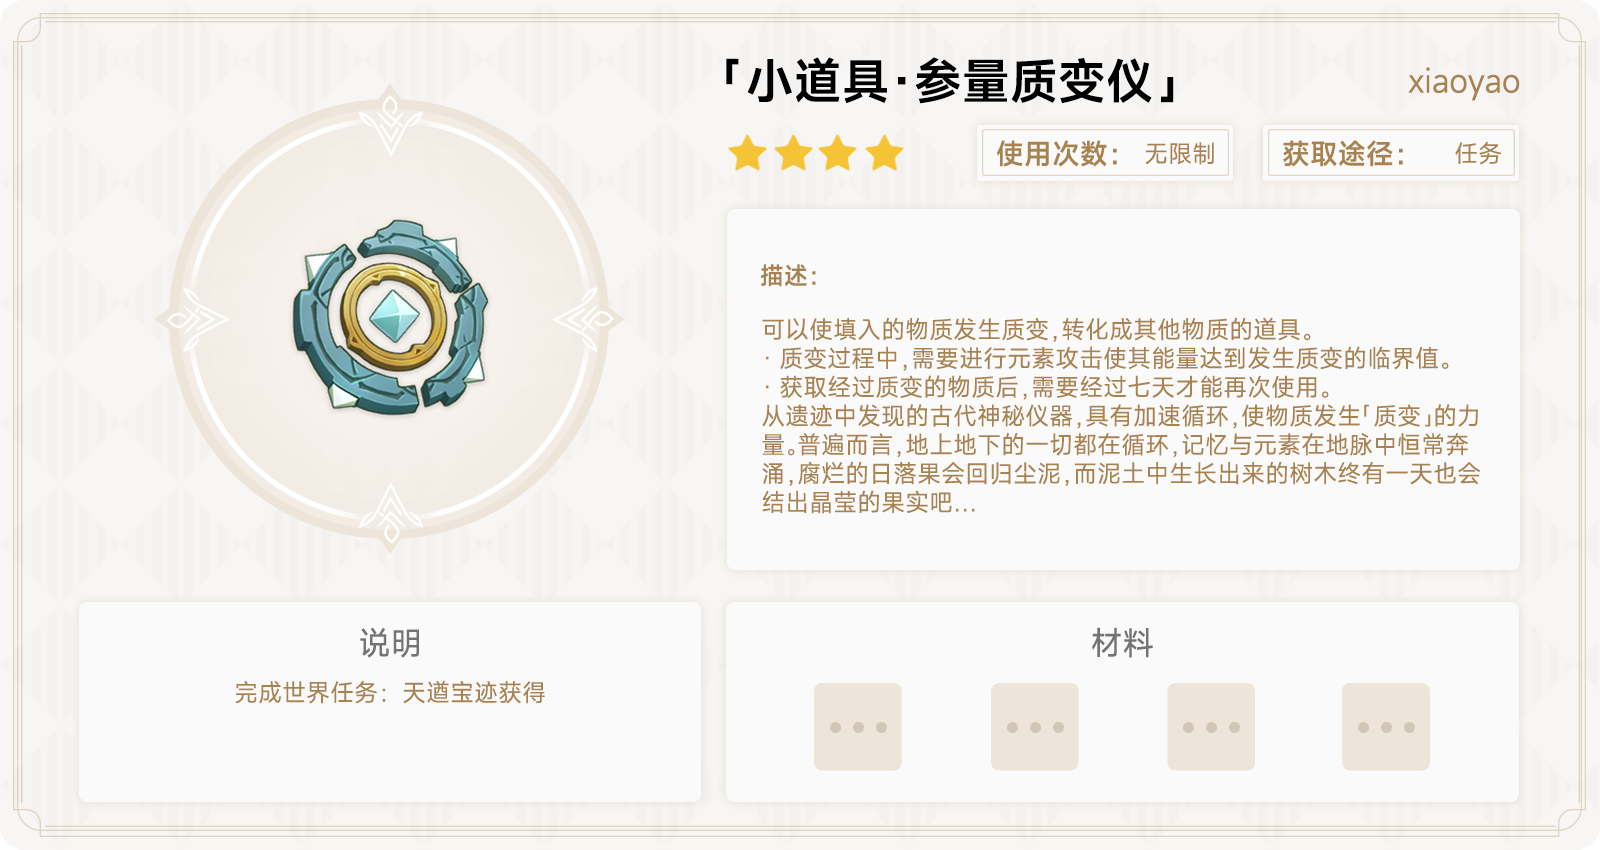 「小道具·参量质变仪」
xiaoyao
使用次数：无限制
获取途径：任务
描述：
可以使填入的物质发生质变，转化成其他物质的道具。
· 质变过程中，需要进行元素攻击使其能量达到发生质变的临界值。
· 获取经过质变的物质后，需要经过七天才能再次使用。
从遗迹中发现的古代神秘仪器，具有加速循环，使物质发生「质变」的力
量。普遍而言，地上地下的一切都在循环，记忆与元素在地脉中恒常奔
涌，腐烂的日落果会回归尘泥，而泥土中生长出来的树木终有一天也会
结出晶莹的果实吧...
说明
完成世界任务：天遒宝迹获得
材料